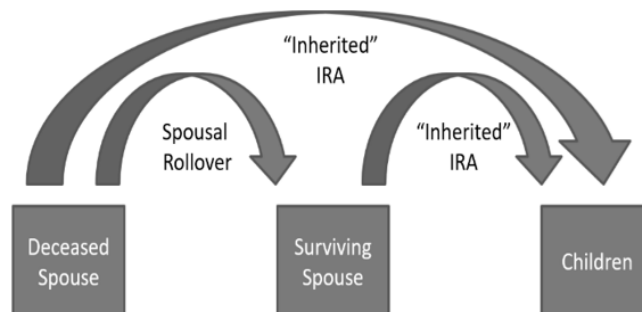 “Inherited”
IRA
Spousal
Rollover
“Inherited”
IRA
Deceased
Spouse
Surviving
Spouse
Children